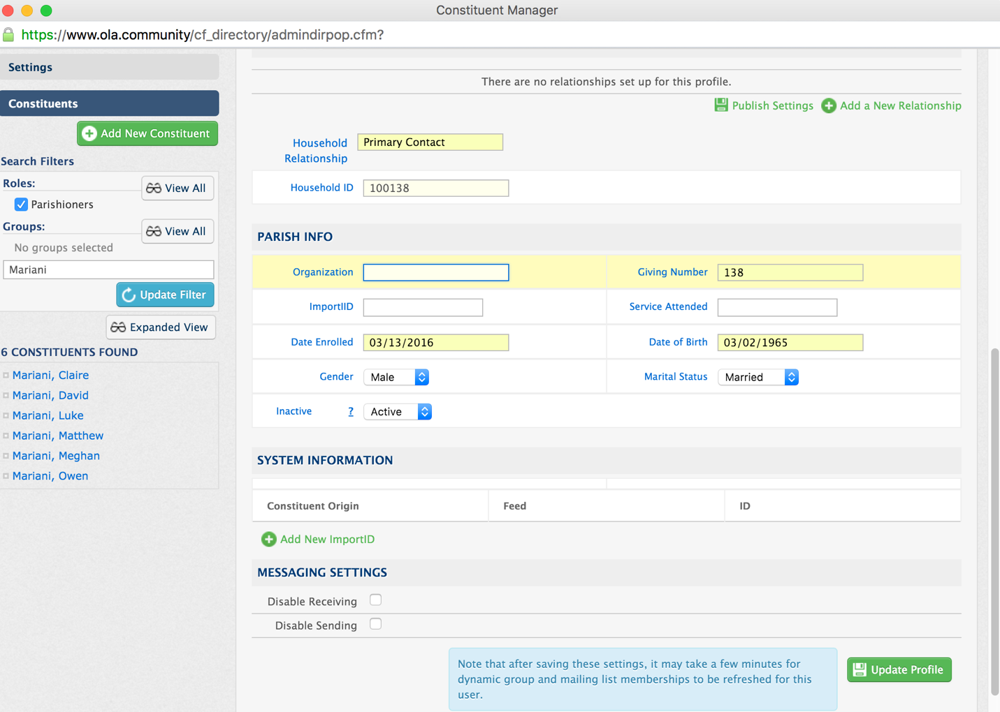 Constituent Manager
https://www.ola.community/cf_directory/admindirpop.cfm?
Settings
Constituents
Add New Constituent
Search Filters
Roles:
View All
Parishioners
Groups:
View All
No groups selected
Mariani
Update Filter
Expanded View
6 CONSTITUENTS FOUND
Mariani, Claire
Mariani, David
Mariani, Luke
Mariani, Matthew
Mariani, Meghan
Mariani, Owen
There are no relationships set up for this profile.
Publish Settings Add a New Relationship
Household Relationship Primary Contact
Household ID 100138
PARISH INFO
Organization Giving Number 138
ImportIID Service Attended
Date Enrolled 03/13/2016 Date of Birth 03/02/1965
Gender Male Marital Status Married
Inactive ? Active
SYSTEM INFORMATION
Constituent Origin Feed ID
Add New ImportID
MESSAGING SETTINGS
Disable Receiving
Disable Sending
Note that after saving these settings, it may take a few minutes for
dynamic group and mailing list memberships to be refreshed for this
user.
Update Profile